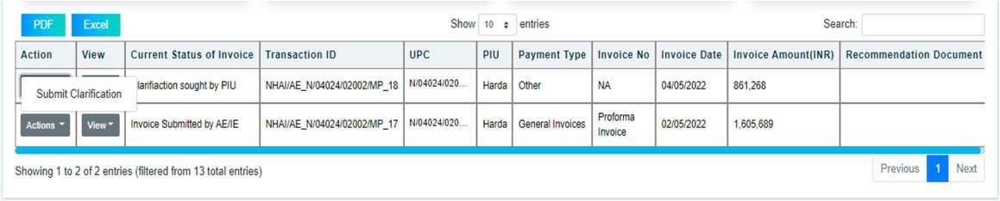 PDF Excel Show 10 entries Search:
Action View Current Status of Invoice Transaction ID UPC PIU Payment Type Invoice No Invoice Date Invoice Amount(INR) Recommendation Document
Submit Clarification larifiaction sought by PIU NHAI/AE_N/04024/02002/MP_18 N/04024/020... Harda Other NA 04/05/2022 861,268
Actions View Invoice Submitted by AE/IE NHAI/AE_N/04024/02002/MP_17 N/04024/020... Harda General Invoices Proforma Invoice 02/05/2022 1,605,689
Showing 1 to 2 of 2 entries (filtered from 13 total entries) Previous 1 Next